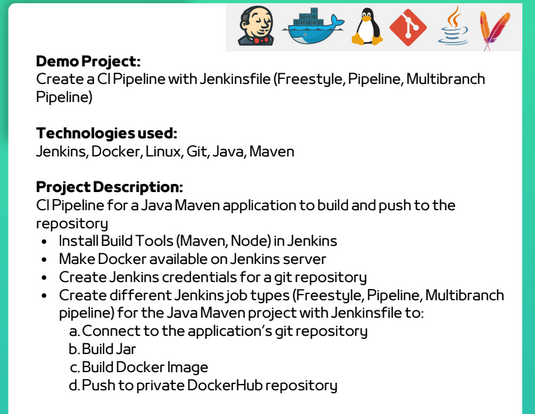 Demo Project:
Create a CI Pipeline with Jenkinsfile (Freestyle, Pipeline, Multibranch
Pipeline)
Technologies used:
Jenkins, Docker, Linux, Git, Java, Maven
Project Description:
CI Pipeline for a Java Maven application to build and push to the
repository
• Install Build Tools (Maven, Node) in Jenkins
• Make Docker available on Jenkins server
• Create Jenkins credentials for a git repository
• Create different Jenkins job types (Freestyle, Pipeline, Multibranch
pipeline) for the Java Maven project with Jenkinsfile to:
a. Connect to the application's git repository
b. Build Jar
c. Build Docker Image
d. Push to private DockerHub repository